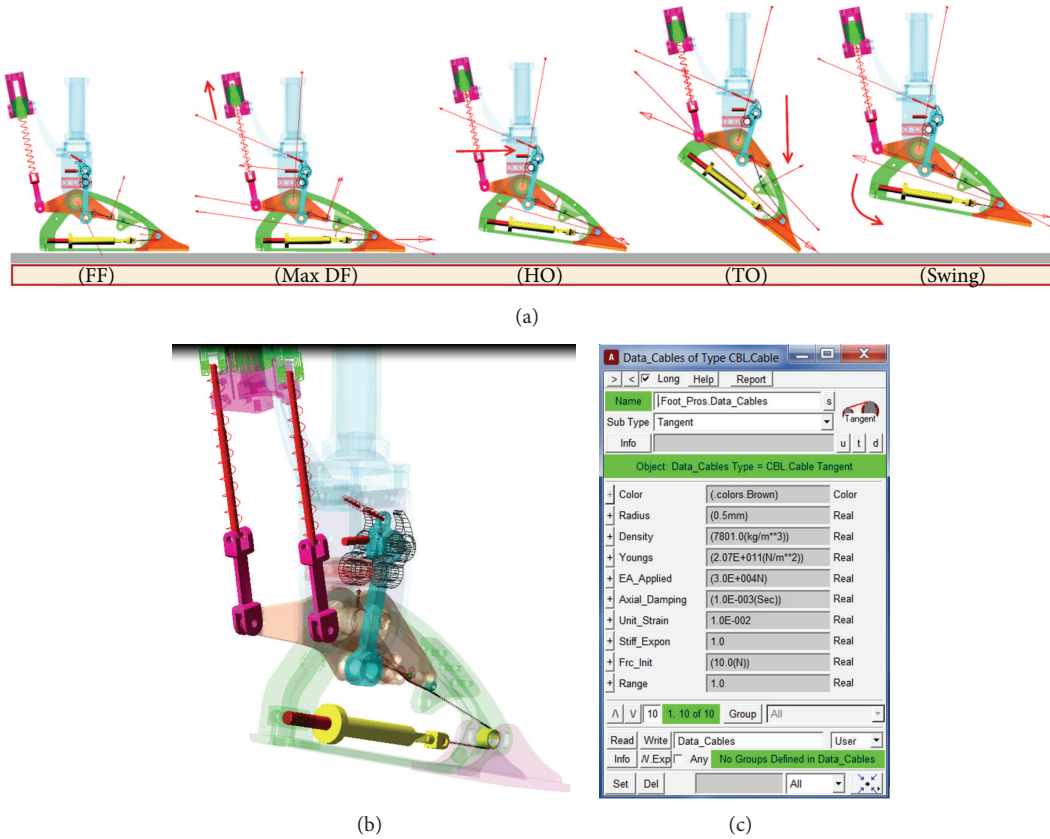 (FF) (Max DF) (HO) (TO) (Swing)
(a)
Data_Cables of Type CBL.Cable
> < Long Help Report
Name .Foot_Pros.Data_Cables s
Tangent
Sub Type Tangent
Info u t d
Object: Data_Cables Type = CBL.Cable Tangent
+ Color (.colors.Brown) Color
+ Radius (0.5mm) Real
+ Density (7801.0(kg/m**3)) Real
+ Youngs (2.07E+011(N/m**2)) Real
+ EA_Applied (3.0E+004N) Real
+ Axial_Damping (1.0E-003(Sec)) Real
+ Unit_Strain 1.0E-002 Real
+ Stiff_Expon 1.0 Real
+ Frc_Init (10.0(N)) Real
+ Range 1.0 Real
/\ V 10 1, 10 of 10 Group All
Read Write Data_Cables User
Info /V.Exp Any No Groups Defined in Data_Cables
Set Del All
(b) (c)